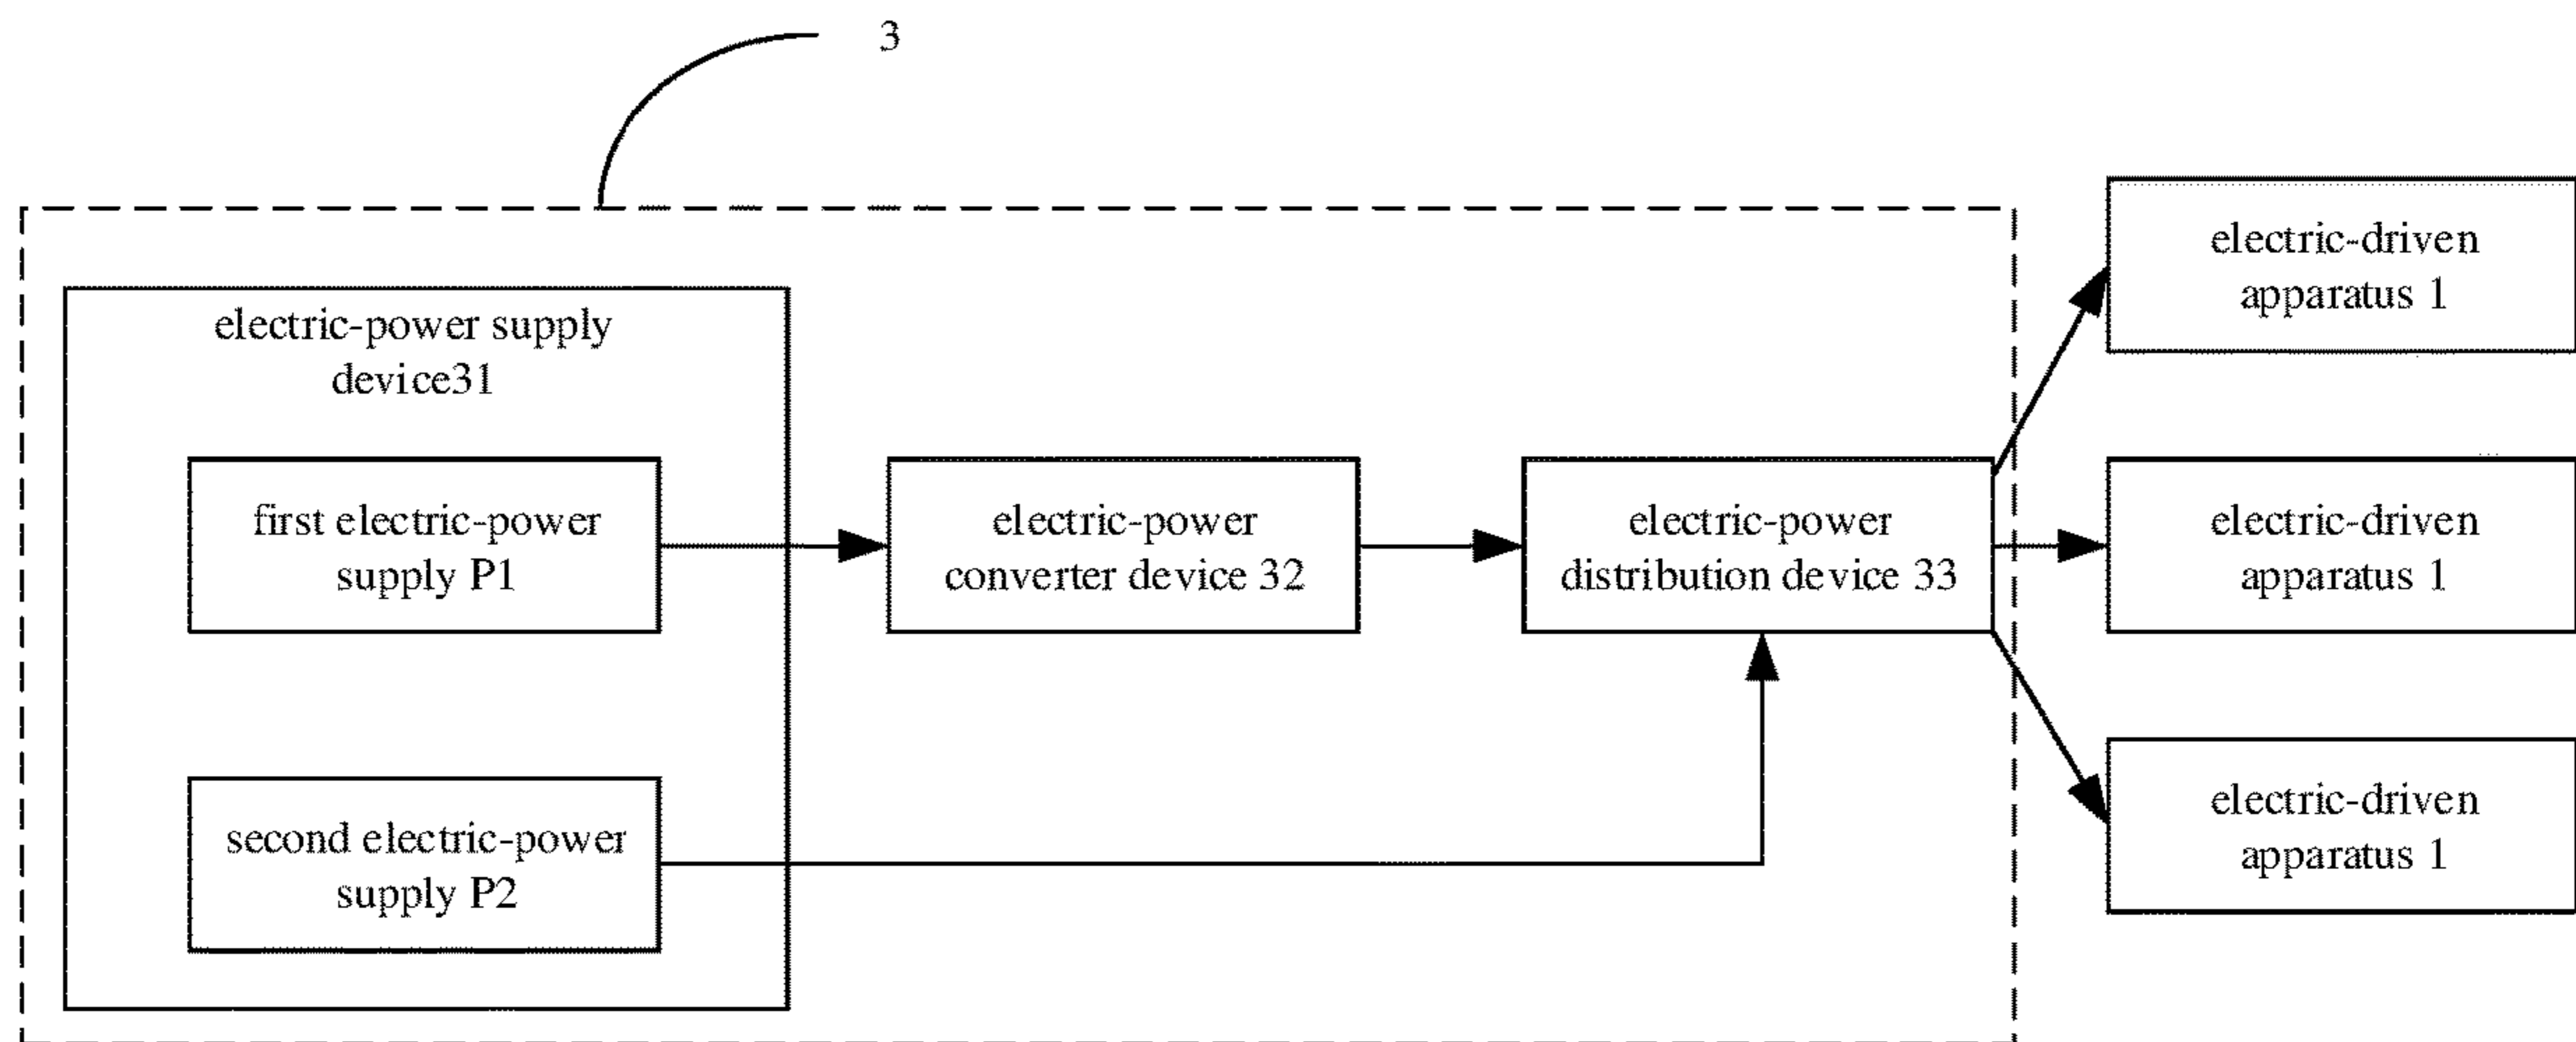 3
electric-power supply
device31
first electric-power
supply P1
second electric-power
supply P2
electric-power
converter device 32
electric-power
distribution device 33
electric-driven
apparatus 1
electric-driven
apparatus 1
electric-driven
apparatus 1